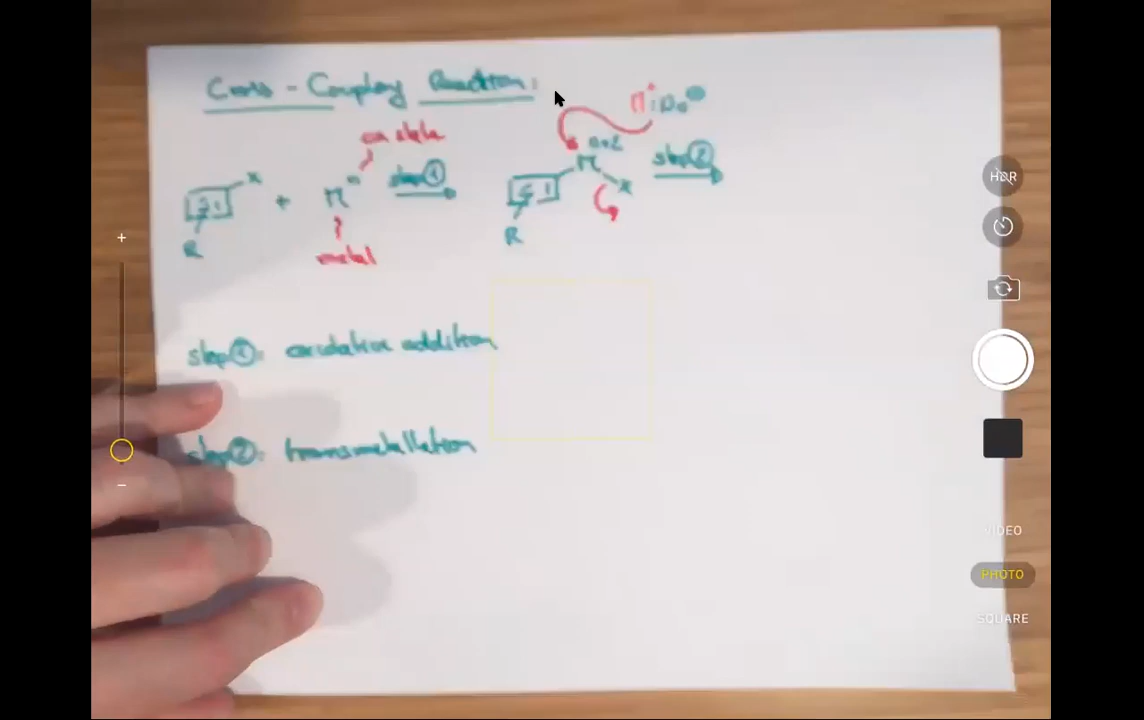 Cross-Coupling Reaction:
ox state
X + M n step ①
R
metal
M n+2 X step ②
R
step ①: oxidative addition
step ②: transmetallation
HDR
VIDEO
PHOTO
SQUARE